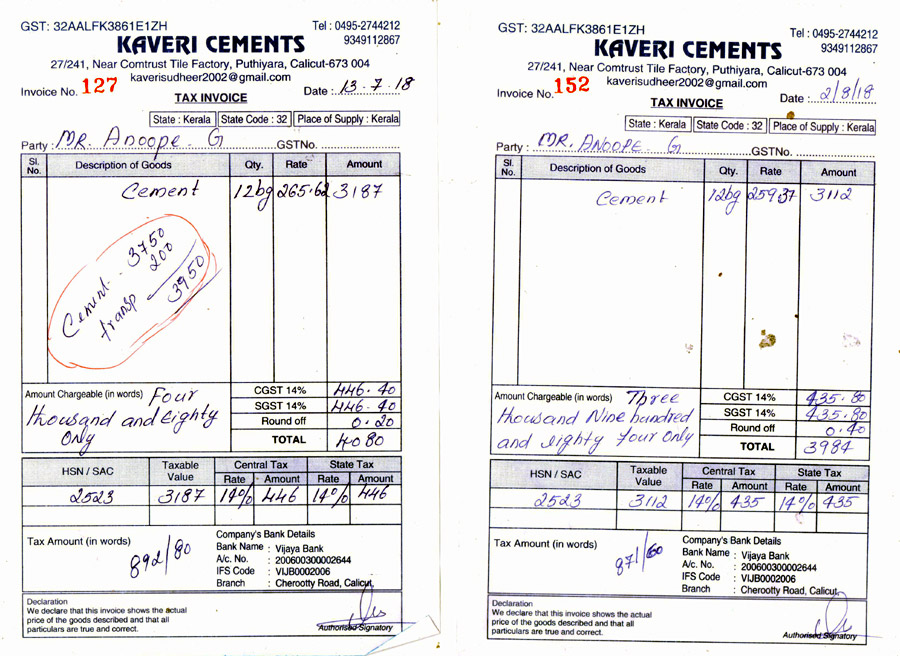 GST: 32AALFK3861E1ZH
Tel : 0495-2744212
9349112867
KAVERI CEMENTS
27/241, Near Comtrust Tile Factory, Puthiyara, Calicut-673 004
kaverisudheer2002@gmail.com
Invoice No. 127
Date : 13-7-18
TAX INVOICE
State : Kerala State Code : 32 Place of Supply : Kerala
Party : MR. Anoope. G GSTNo.
Sl. No. Description of Goods Qty. Rate Amount
Cement 12bg 265.62 3187
Cement 3750
transp 200
3950
Amount Chargeable (in words) Four
thousand and eighty
only
CGST 14% 446.40
SGST 14% 446.40
Round off 0.20
TOTAL 4080
HSN / SAC Taxable Value Central Tax State Tax
Rate Amount Rate Amount
2523 3187 14% 446 14% 446
Tax Amount (in words) 892/80
Company's Bank Details
Bank Name : Vijaya Bank
A/c. No. : 200600300002644
IFS Code : VIJB0002006
Branch : Cherootty Road, Calicut,
Declaration
We declare that this invoice shows the actual
price of the goods described and that all
particulars are true and correct.
Authorised Signatory
GST: 32AALFK3861E1ZH
Tel : 0495-2744212
9349112867
KAVERI CEMENTS
27/241, Near Comtrust Tile Factory, Puthiyara, Calicut-673 004
kaverisudheer2002@gmail.com
Invoice No. 152
Date : 2/8/18
TAX INVOICE
State : Kerala State Code : 32 Place of Supply : Kerala
Party : MR. ANOOPE. G GSTNo.
Sl. No. Description of Goods Qty. Rate Amount
Cement 12bg 259.37 3112
Amount Chargeable (in words) Three
thousand Nine hundred
and eighty four only
CGST 14% 435.80
SGST 14% 435.80
Round off 0.40
TOTAL 3984
HSN / SAC Taxable Value Central Tax State Tax
Rate Amount Rate Amount
2523 3112 14% 435 14% 435
Tax Amount (in words) 871/60
Company's Bank Details
Bank Name : Vijaya Bank
A/c. No. : 200600300002644
IFS Code : VIJB0002006
Branch : Cherootty Road, Calicut,
Declaration
We declare that this invoice shows the actual
price of the goods described and that all
particulars are true and correct.
Authorised Signatory